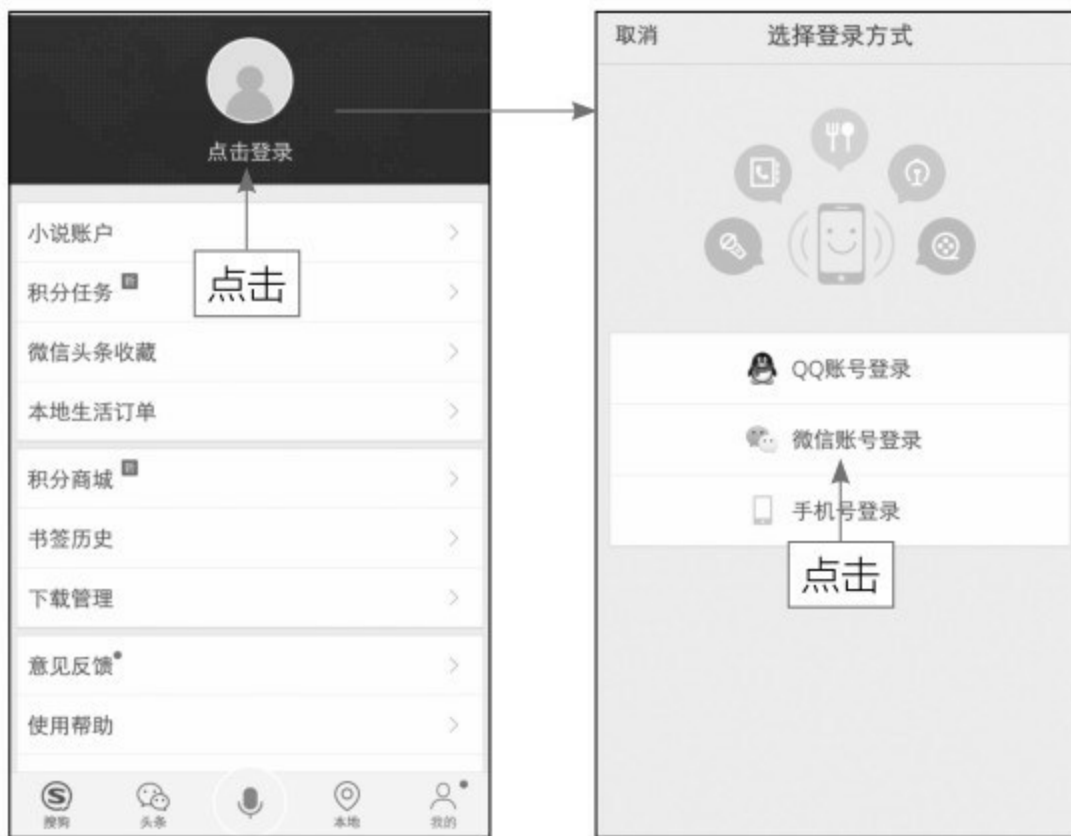 点击登录
小说账户
积分任务 新
点击
微信头条收藏
本地生活订单
积分商城 新
书签历史
下载管理
意见反馈
使用帮助
搜狗
头条
本地
我的
取消
选择登录方式
QQ账号登录
微信账号登录
手机号登录
点击